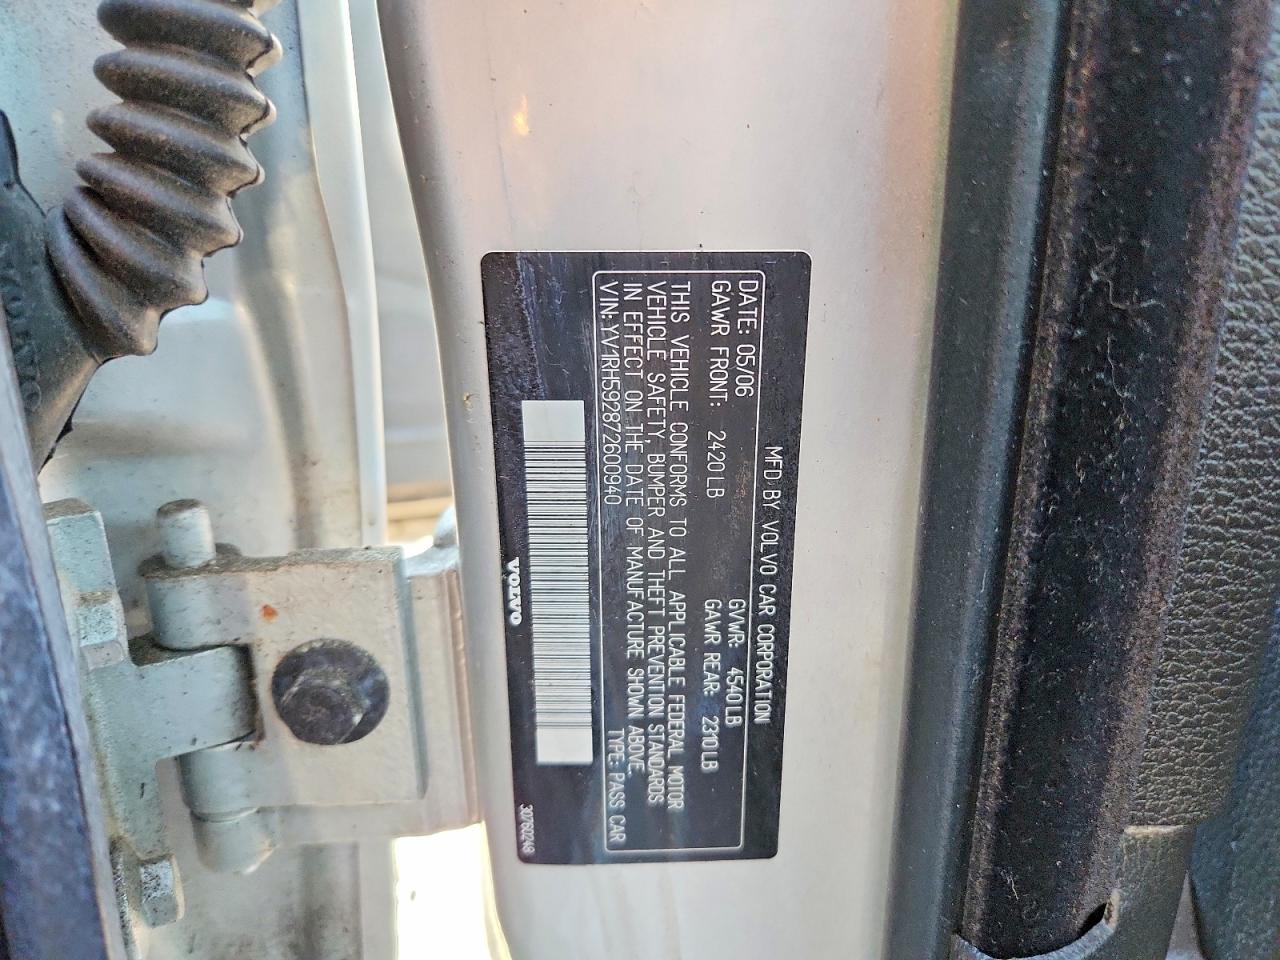 MFD BY VOLVO CAR CORPORATION
DATE: 05/06 GVWR: 4540LB
GAWR FRONT: 2420LB GAWR REAR: 2310LB
THIS VEHICLE CONFORMS TO ALL APPLICABLE FEDERAL MOTOR
VEHICLE SAFETY, BUMPER AND THEFT PREVENTION STANDARDS
IN EFFECT ON THE DATE OF MANUFACTURE SHOWN ABOVE.
VIN: YV1RH592872600940 TYPE: PASS CAR
VOLVO
30760248